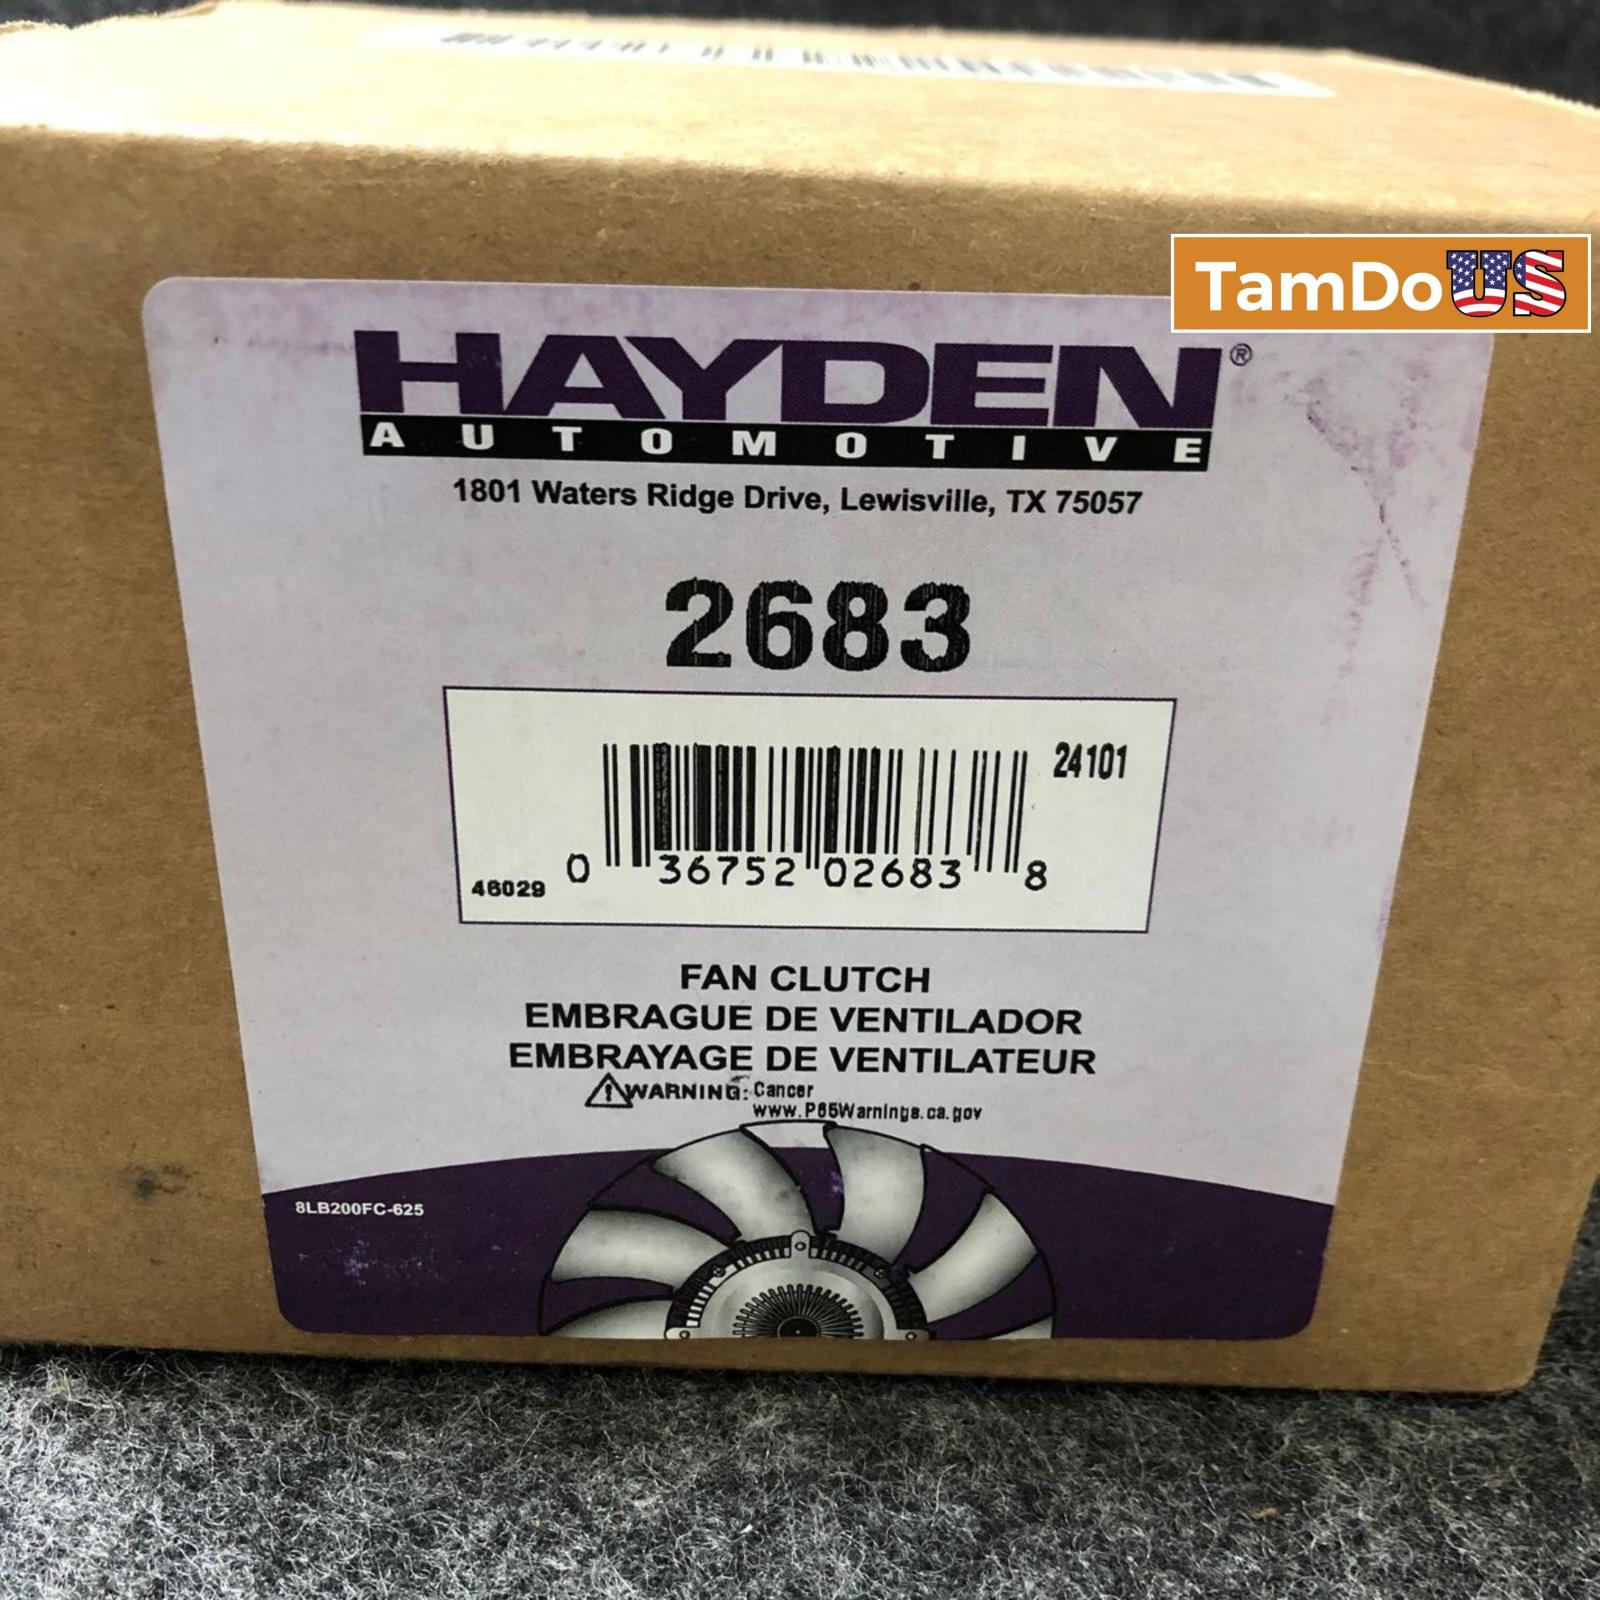 TamDoUS
HAYDEN®
AUTOMOTIVE
1801 Waters Ridge Drive, Lewisville, TX 75057
2683
24101
46029
0 36752 02683 8
FAN CLUTCH
EMBRAGUE DE VENTILADOR
EMBRAYAGE DE VENTILATEUR
WARNING: Cancer
www.P65Warnings.ca.gov
8LB200FC-625